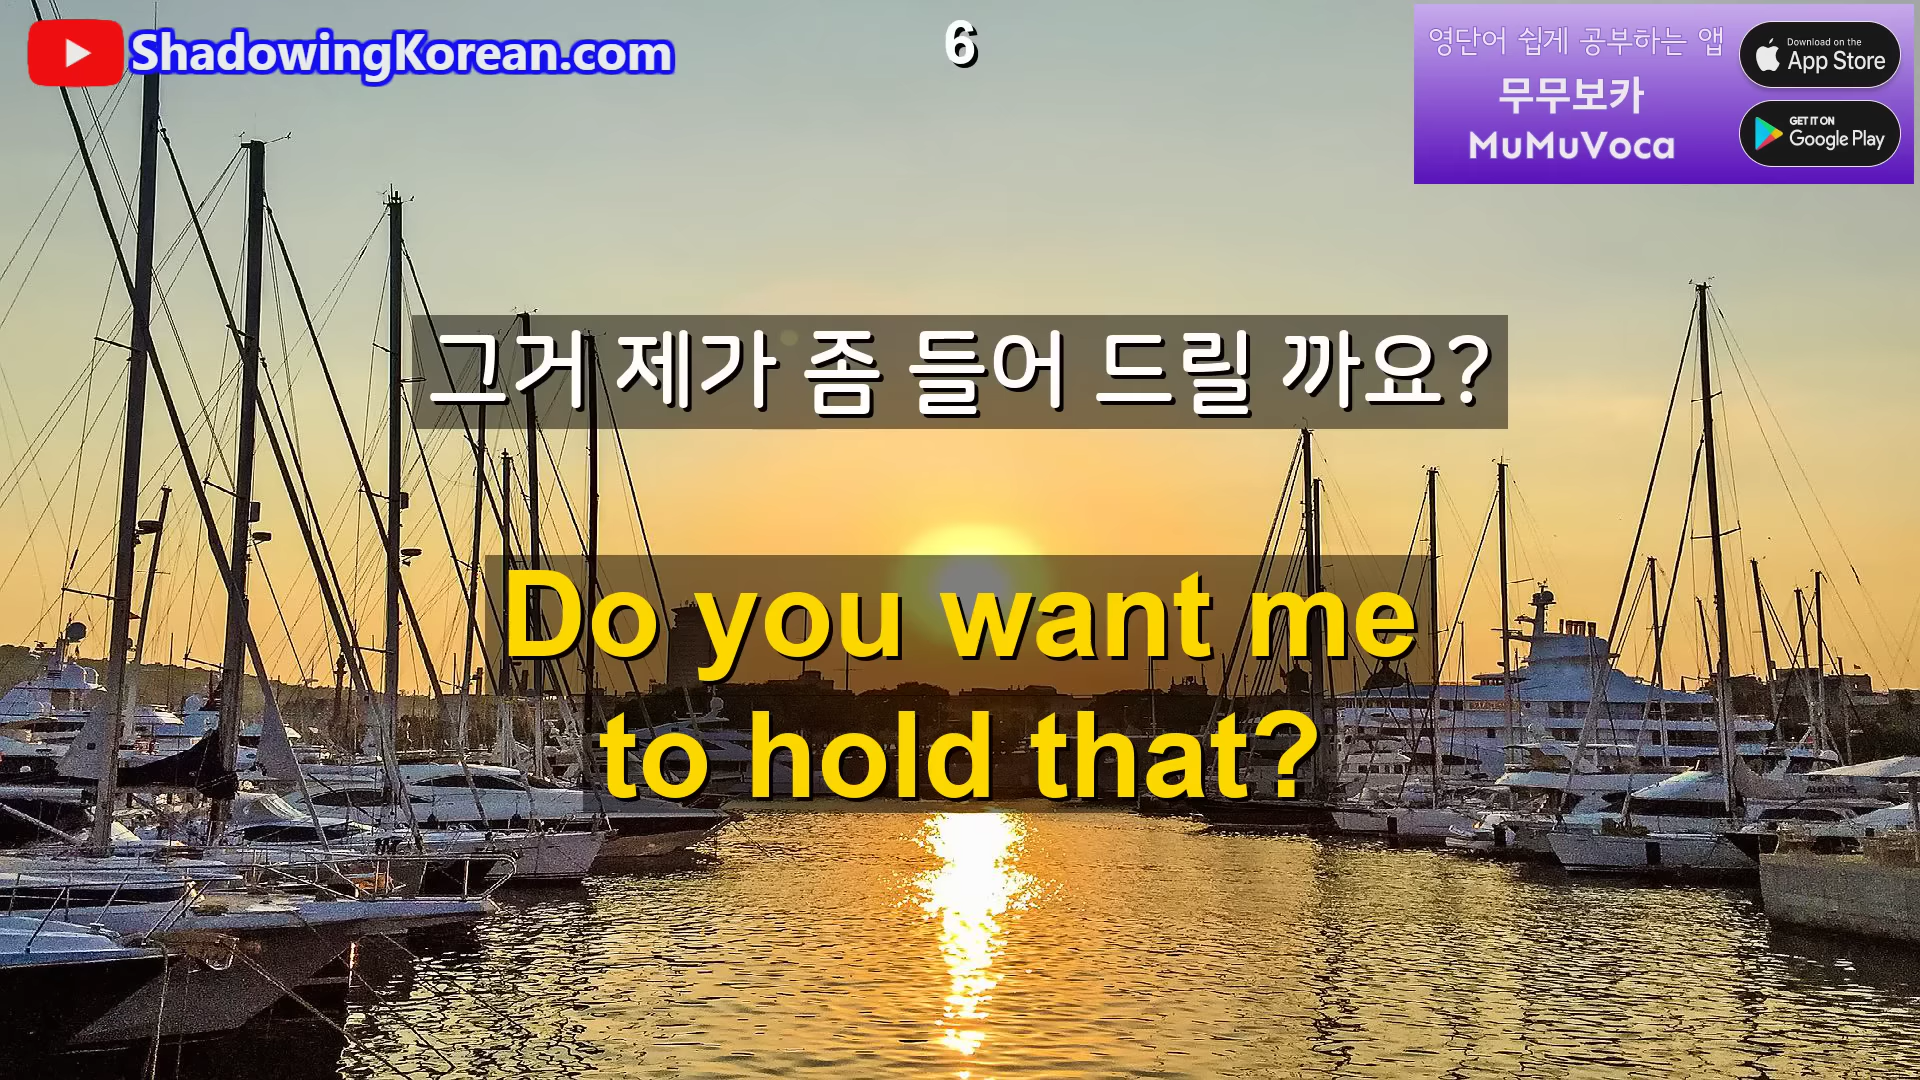 ShadowingKorean.com
6
영단어 쉽게 공부하는 앱
무무보카
MuMuVoca
Download on the
App Store
GET IT ON
Google Play
그거 제가 좀 들어 드릴 까요?
Do you want me
to hold that?